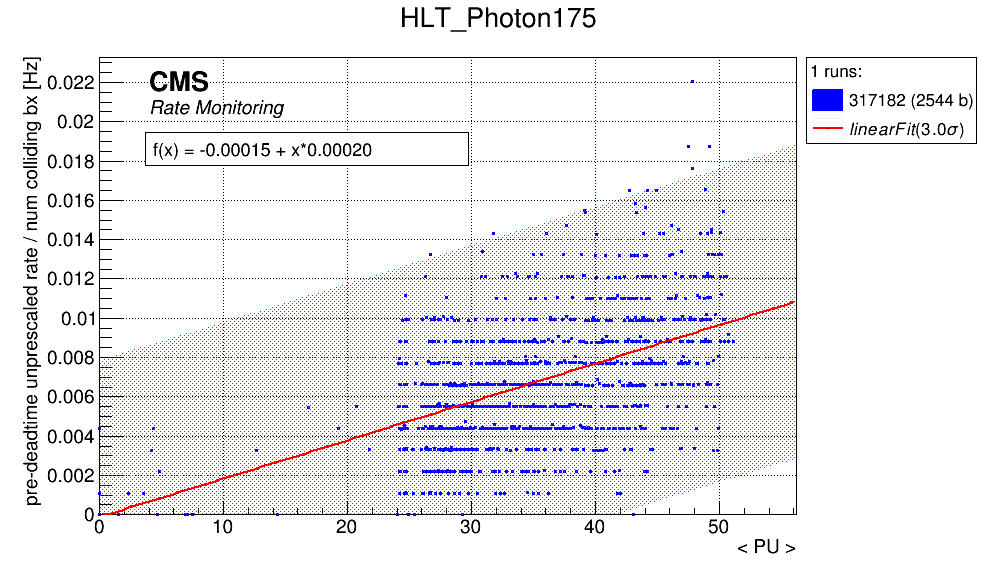 HLT_Photon175
pre-deadtime unprescaled rate / num colliding bx [Hz]
0.022
0.02
0.018
0.016
0.014
0.012
0.01
0.008
0.006
0.004
0.002
0
CMS
Rate Monitoring
f(x) = -0.00015 + x*0.00020
0 10 20 30 40 50
< PU >
1 runs:
317182 (2544 b)
linearFit(3.0σ)